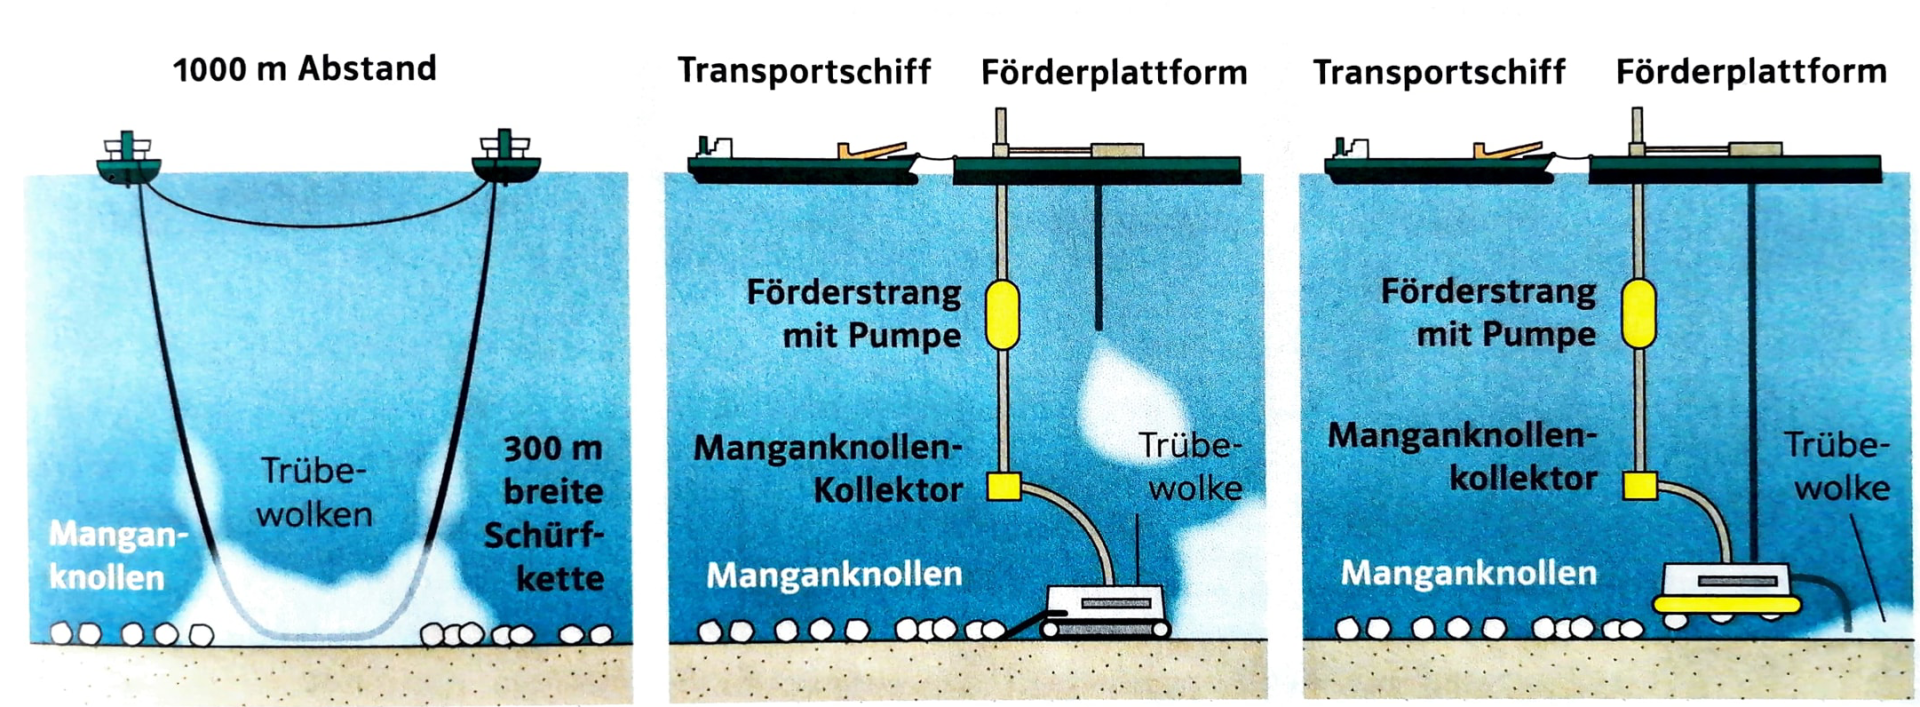 1000 m Abstand
Trübe-
wolken
300 m
breite
Schürf-
kette
Mangan-
knollen
Transportschiff
Förderplattform
Förderstrang
mit Pumpe
Manganknollen-
Kollektor
Trübe-
wolke
Manganknollen
Transportschiff
Förderplattform
Förderstrang
mit Pumpe
Manganknollen-
kollektor
Trübe-
wolke
Manganknollen